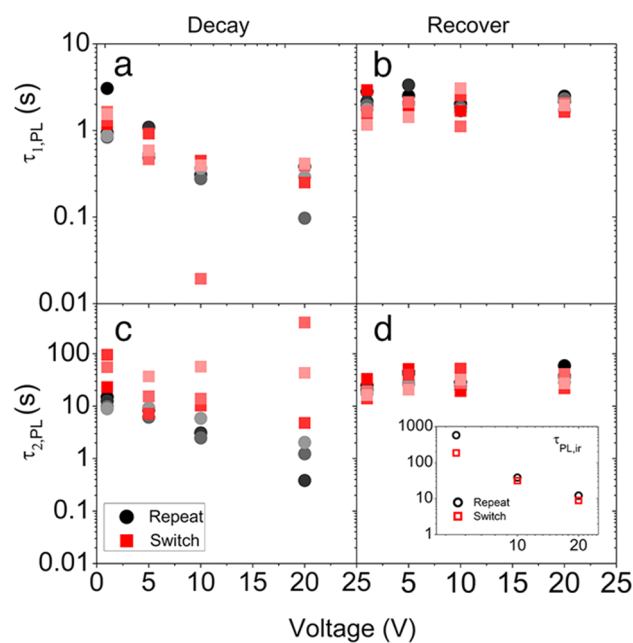 Decay Recover
a b
10
1
0.1
0.01
τ1,PL (s)
c d
100
10
1
0.1
0.01
τ2,PL (s)
Repeat
Switch
1000
100
10
1
τPL,ir
Repeat
Switch
10 20
0 5 10 15 20 25 5 10 15 20 25
Voltage (V)